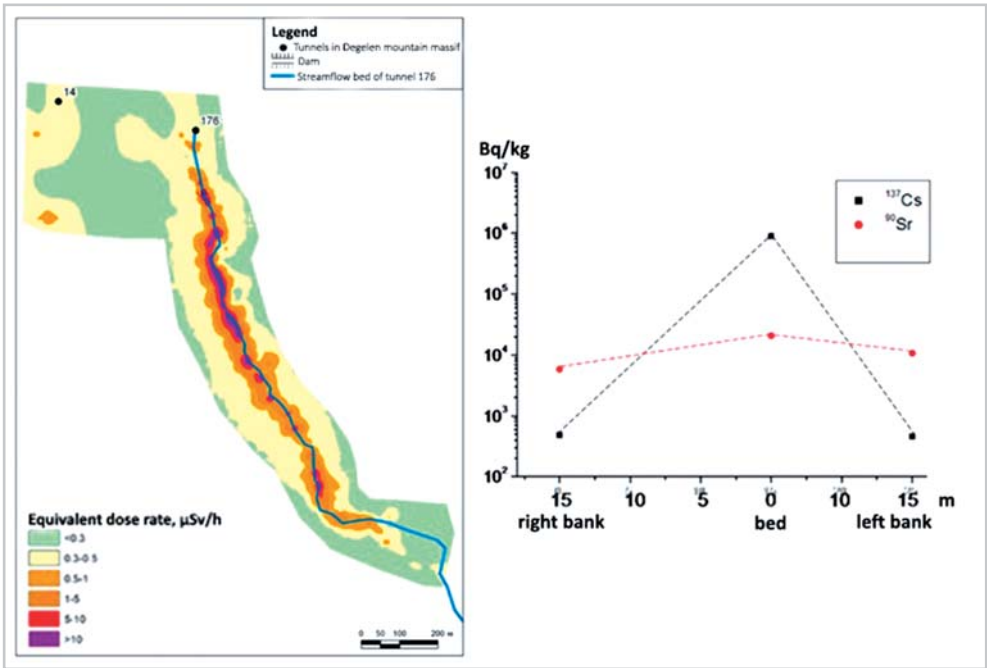 Legend
Tunnels in Degelen mountain massif
Dam
Streamflow bed of tunnel 176
14
176
Equivalent dose rate, µSv/h
<0.3
0.3-0.5
0.5-1
1-5
5-10
>10
0 50 100 200 м
Bq/kg
10⁷
10⁶
10⁵
10⁴
10³
10²
¹³⁷Cs
⁹⁰Sr
15 10 5 0 10 15 m
right bank bed left bank